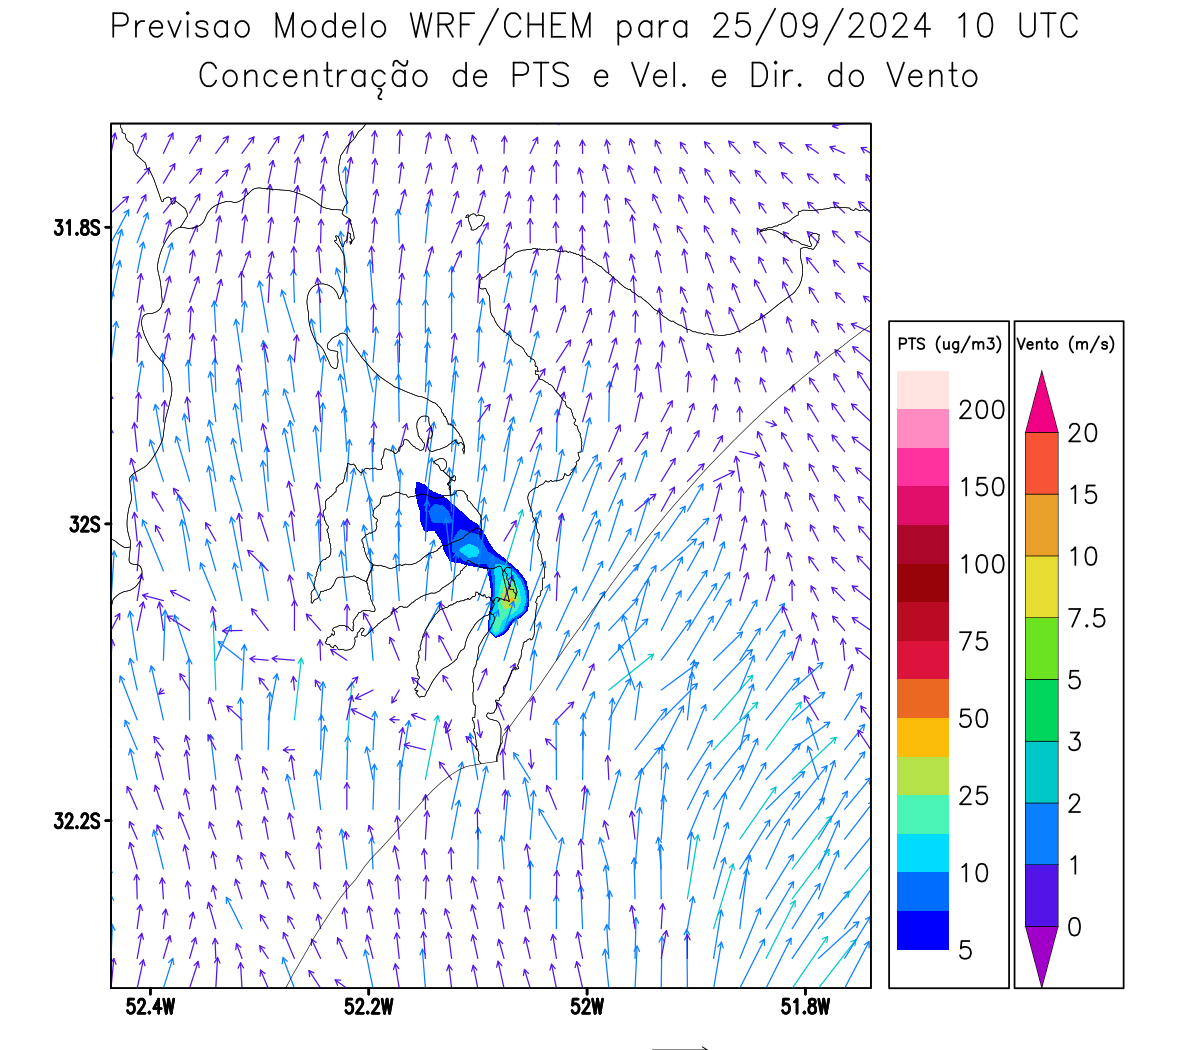 Previsao Modelo WRF/CHEM para 25/09/2024 10 UTC
Concentração de PTS e Vel. e Dir. do Vento
31.8S
32S
32.2S
52.4W 52.2W 52W 51.8W
PTS (ug/m3)
200
150
100
75
50
25
10
5
Vento (m/s)
20
15
10
7.5
5
3
2
1
0